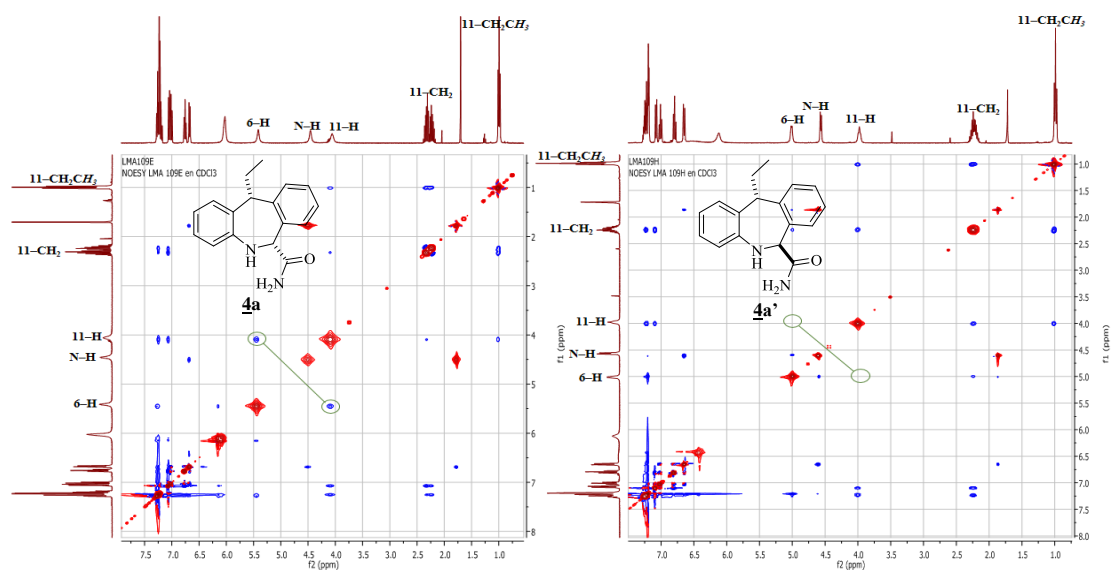 11–CH₂CH₃
11–CH₂
6–H
N–H
11–H
LMA109E
NOESY LMA 109E en CDCl3
11–CH₂CH₃
11–CH₂
11–H
N–H
6–H
N
H
O
H₂N
4a
1
2
3
4
5
6
7
8
f1 (ppm)
7.5 7.0 6.5 6.0 5.5 5.0 4.5 4.0 3.5 3.0 2.5 2.0 1.5 1.0
f2 (ppm)
11–CH₂CH₃
N–H
11–CH₂
6–H
11–H
LMA109H
NOESY LMA 109H en CDCl3
11–CH₂CH₃
11–CH₂
11–H
N–H
6–H
N
H
O
H₂N
4a’
1.0
1.5
2.0
2.5
3.0
3.5
4.0
4.5
5.0
5.5
6.0
6.5
7.0
7.5
8.0
f1 (ppm)
7.0 6.5 6.0 5.5 5.0 4.5 4.0 3.5 3.0 2.5 2.0 1.5 1.0
f2 (ppm)